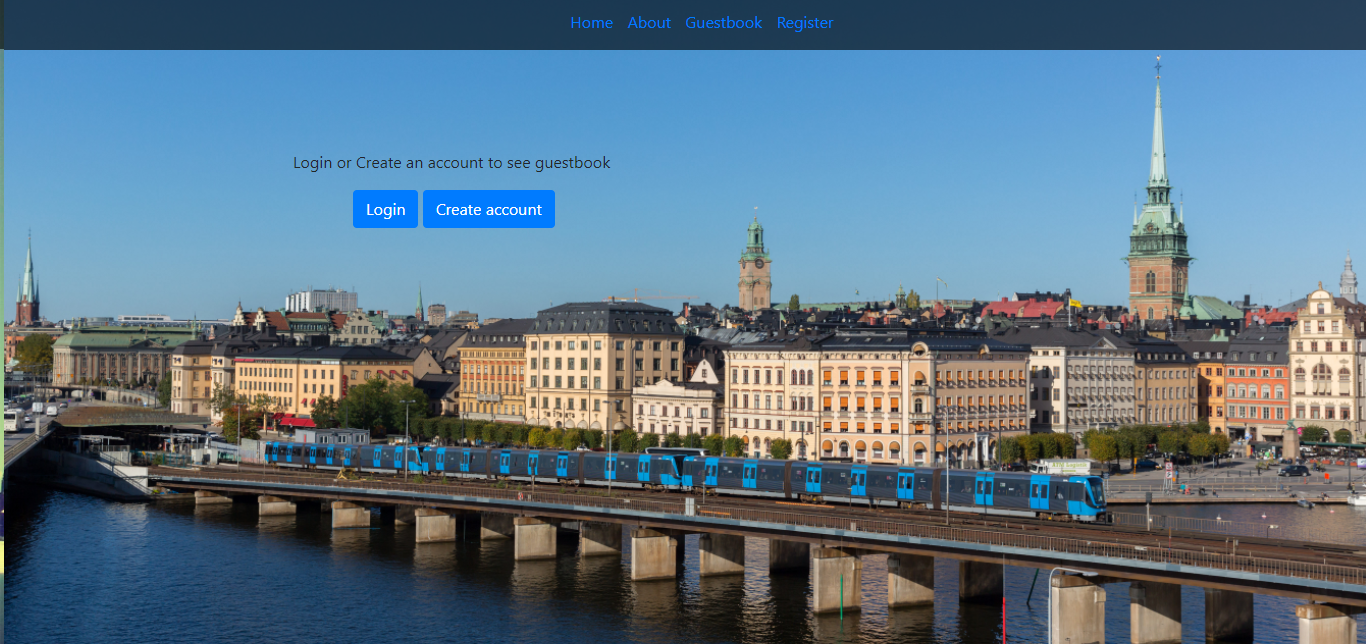 Home About Guestbook Register
Login or Create an account to see guestbook
Login Create account